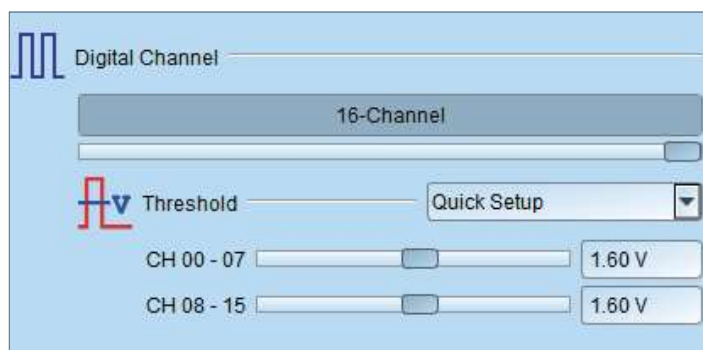 Digital Channel
16-Channel
V Threshold Quick Setup
CH 00 - 07 1.60 V
CH 08 - 15 1.60 V